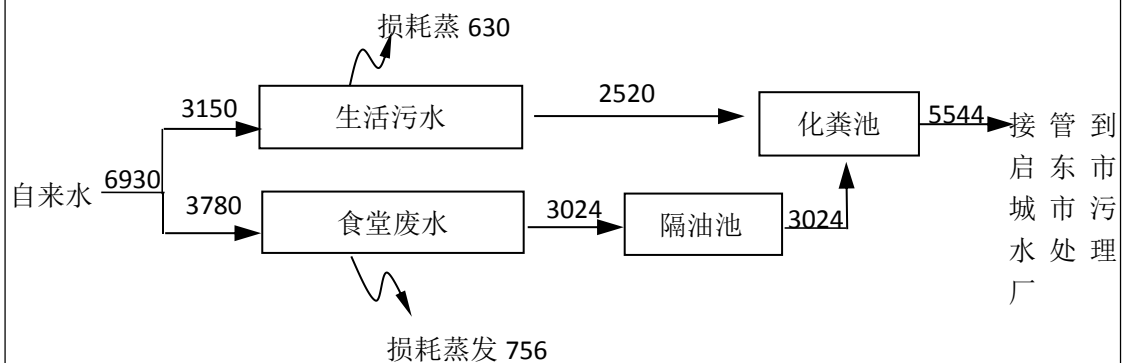 损耗蒸 630
3150
生活污水
2520
化粪池
5544
接管到
启东市
城市污
水处理
厂
自来水
6930
3780
食堂废水
3024
隔油池
3024
损耗蒸发 756